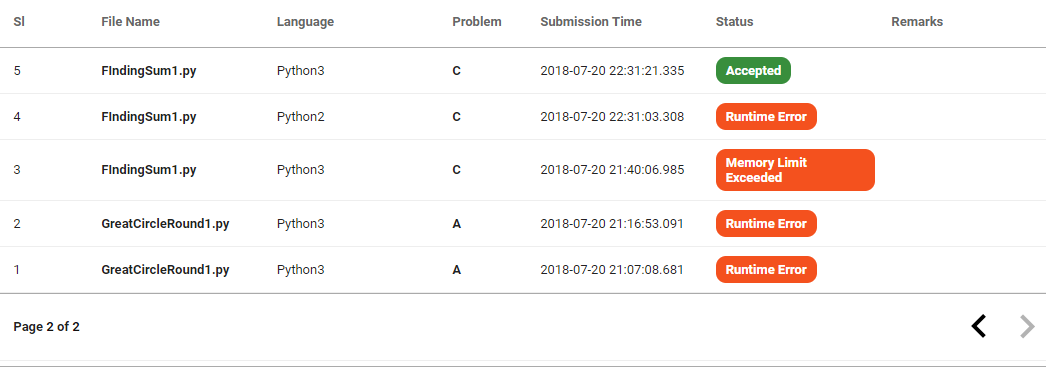 Sl File Name Language Problem Submission Time Status Remarks
5 FIndingSum1.py Python3 C 2018-07-20 22:31:21.335 Accepted
4 FIndingSum1.py Python2 C 2018-07-20 22:31:03.308 Runtime Error
3 FIndingSum1.py Python3 C 2018-07-20 21:40:06.985 Memory Limit
Exceeded
2 GreatCircleRound1.py Python3 A 2018-07-20 21:16:53.091 Runtime Error
1 GreatCircleRound1.py Python3 A 2018-07-20 21:07:08.681 Runtime Error
Page 2 of 2